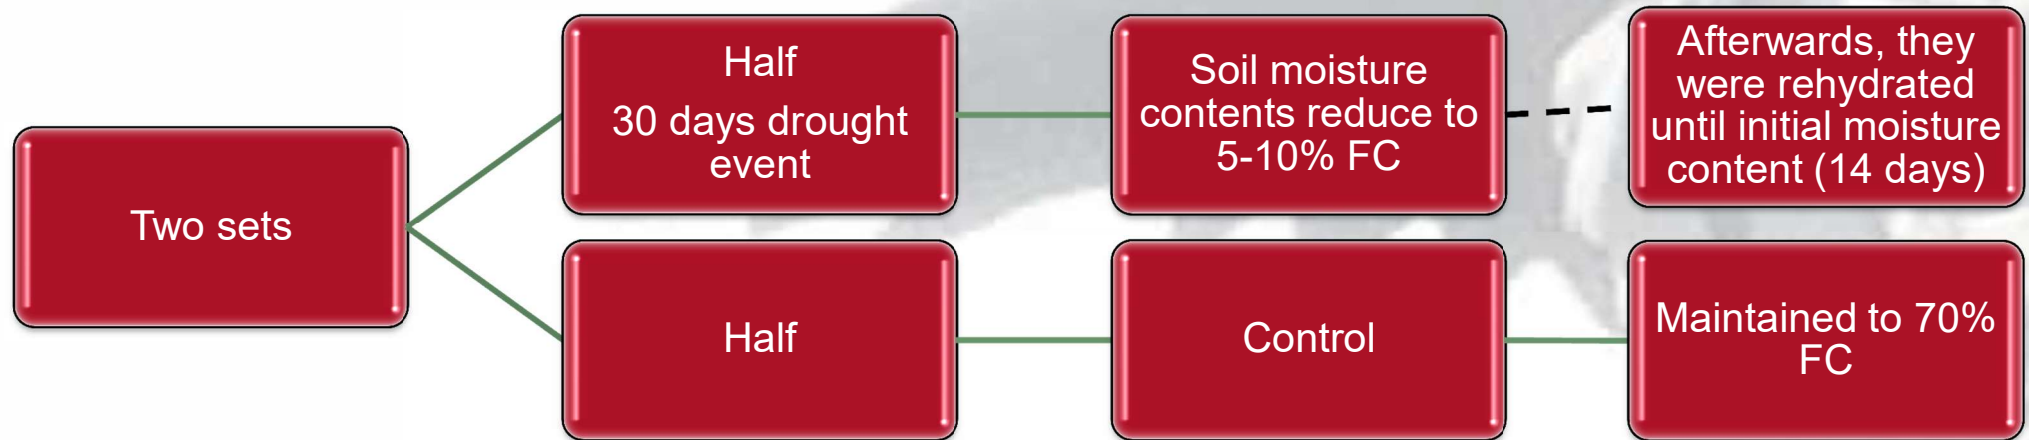 Two sets
Half
30 days drought
event
Soil moisture
contents reduce to
5-10% FC
Afterwards, they
were rehydrated
until initial moisture
content (14 days)
Half
Control
Maintained to 70%
FC